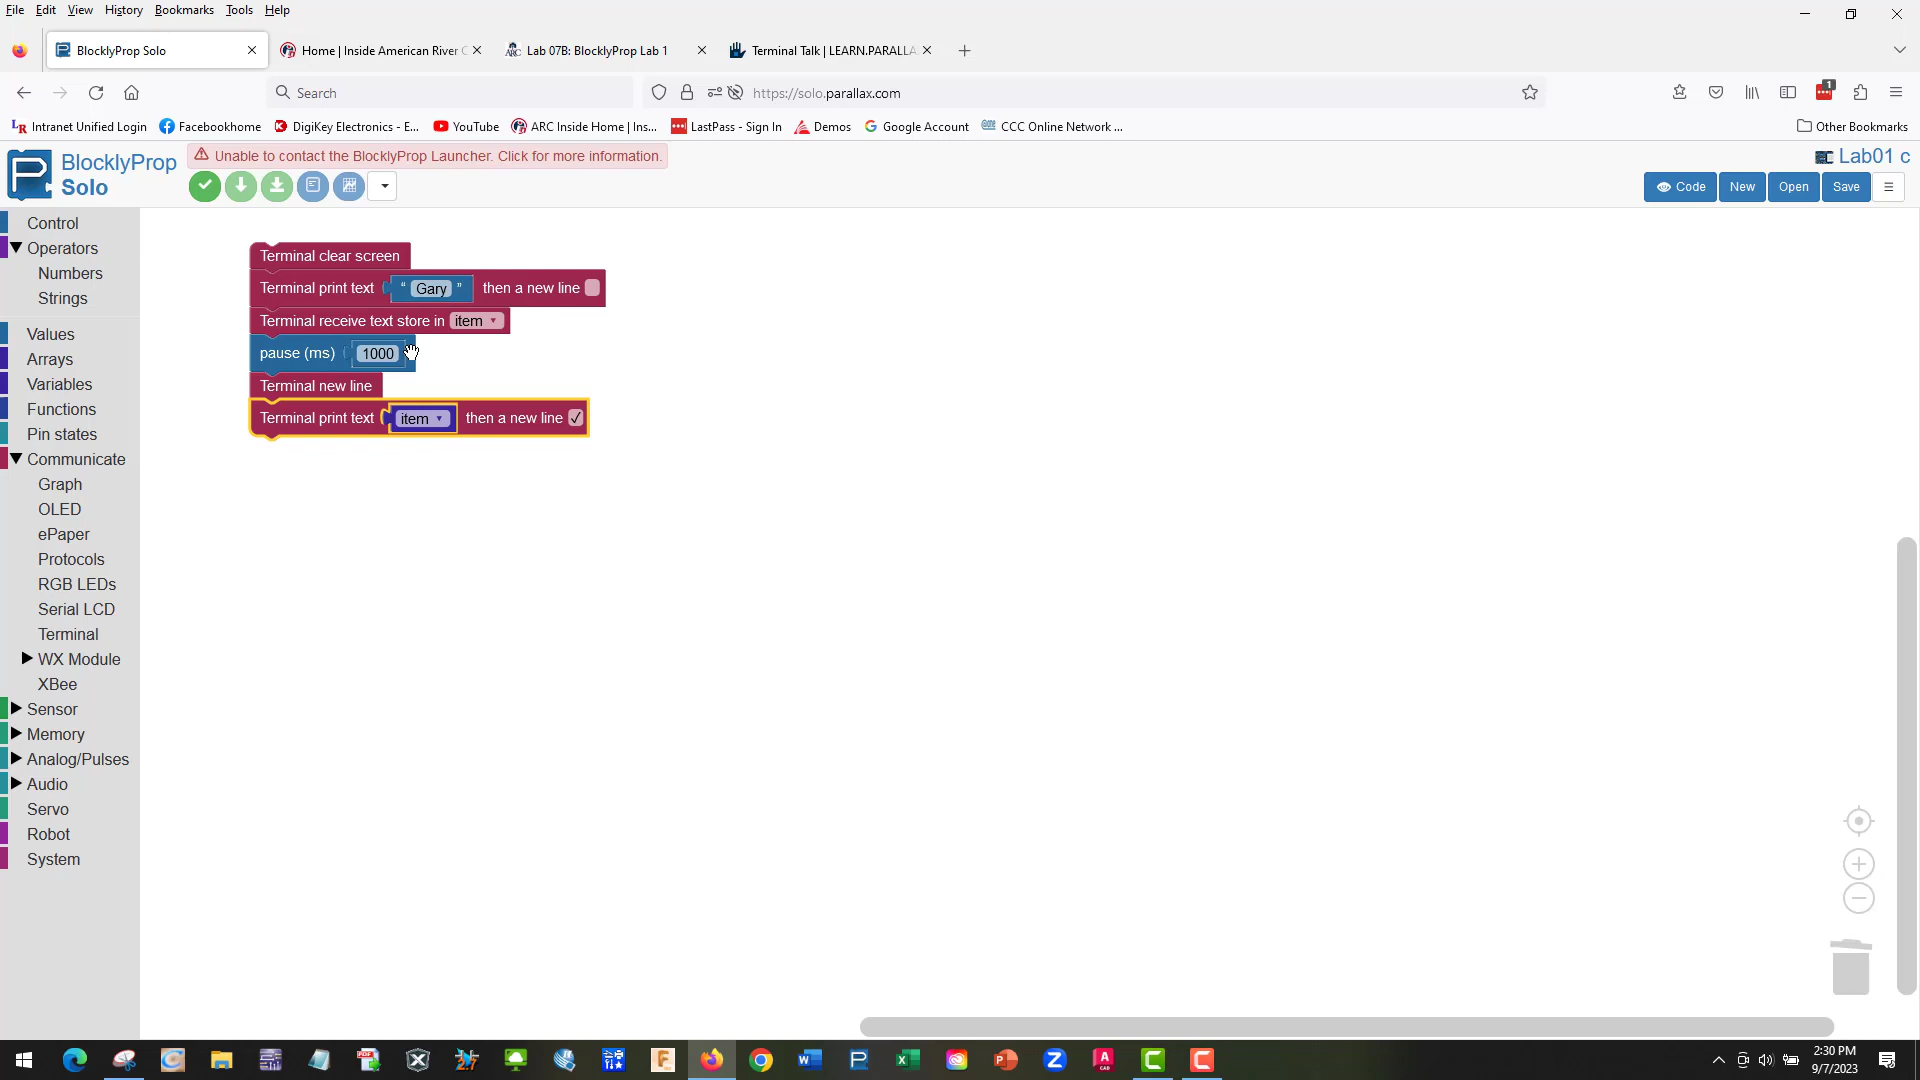 File Edit View History Bookmarks Tools Help
BlocklyProp Solo
Home | Inside American River C
Lab 07B: BlocklyProp Lab 1
Terminal Talk | LEARN.PARALLA
Search
https://solo.parallax.com
1
Intranet Unified Login
Facebookhome
DigiKey Electronics - E...
YouTube
ARC Inside Home | Ins...
LastPass - Sign In
Demos
Google Account
CCC Online Network ...
Other Bookmarks
BlocklyProp
Solo
Unable to contact the BlocklyProp Launcher. Click for more information.
Lab01 c
Code
New
Open
Save
Control
Operators
Numbers
Strings
Values
Arrays
Variables
Functions
Pin states
Communicate
Graph
OLED
ePaper
Protocols
RGB LEDs
Serial LCD
Terminal
WX Module
XBee
Sensor
Memory
Analog/Pulses
Audio
Servo
Robot
System
Terminal clear screen
Terminal print text “ Gary ” then a new line
Terminal receive text store in item
pause (ms) 1000
Terminal new line
Terminal print text item then a new line
2:30 PM
9/7/2023